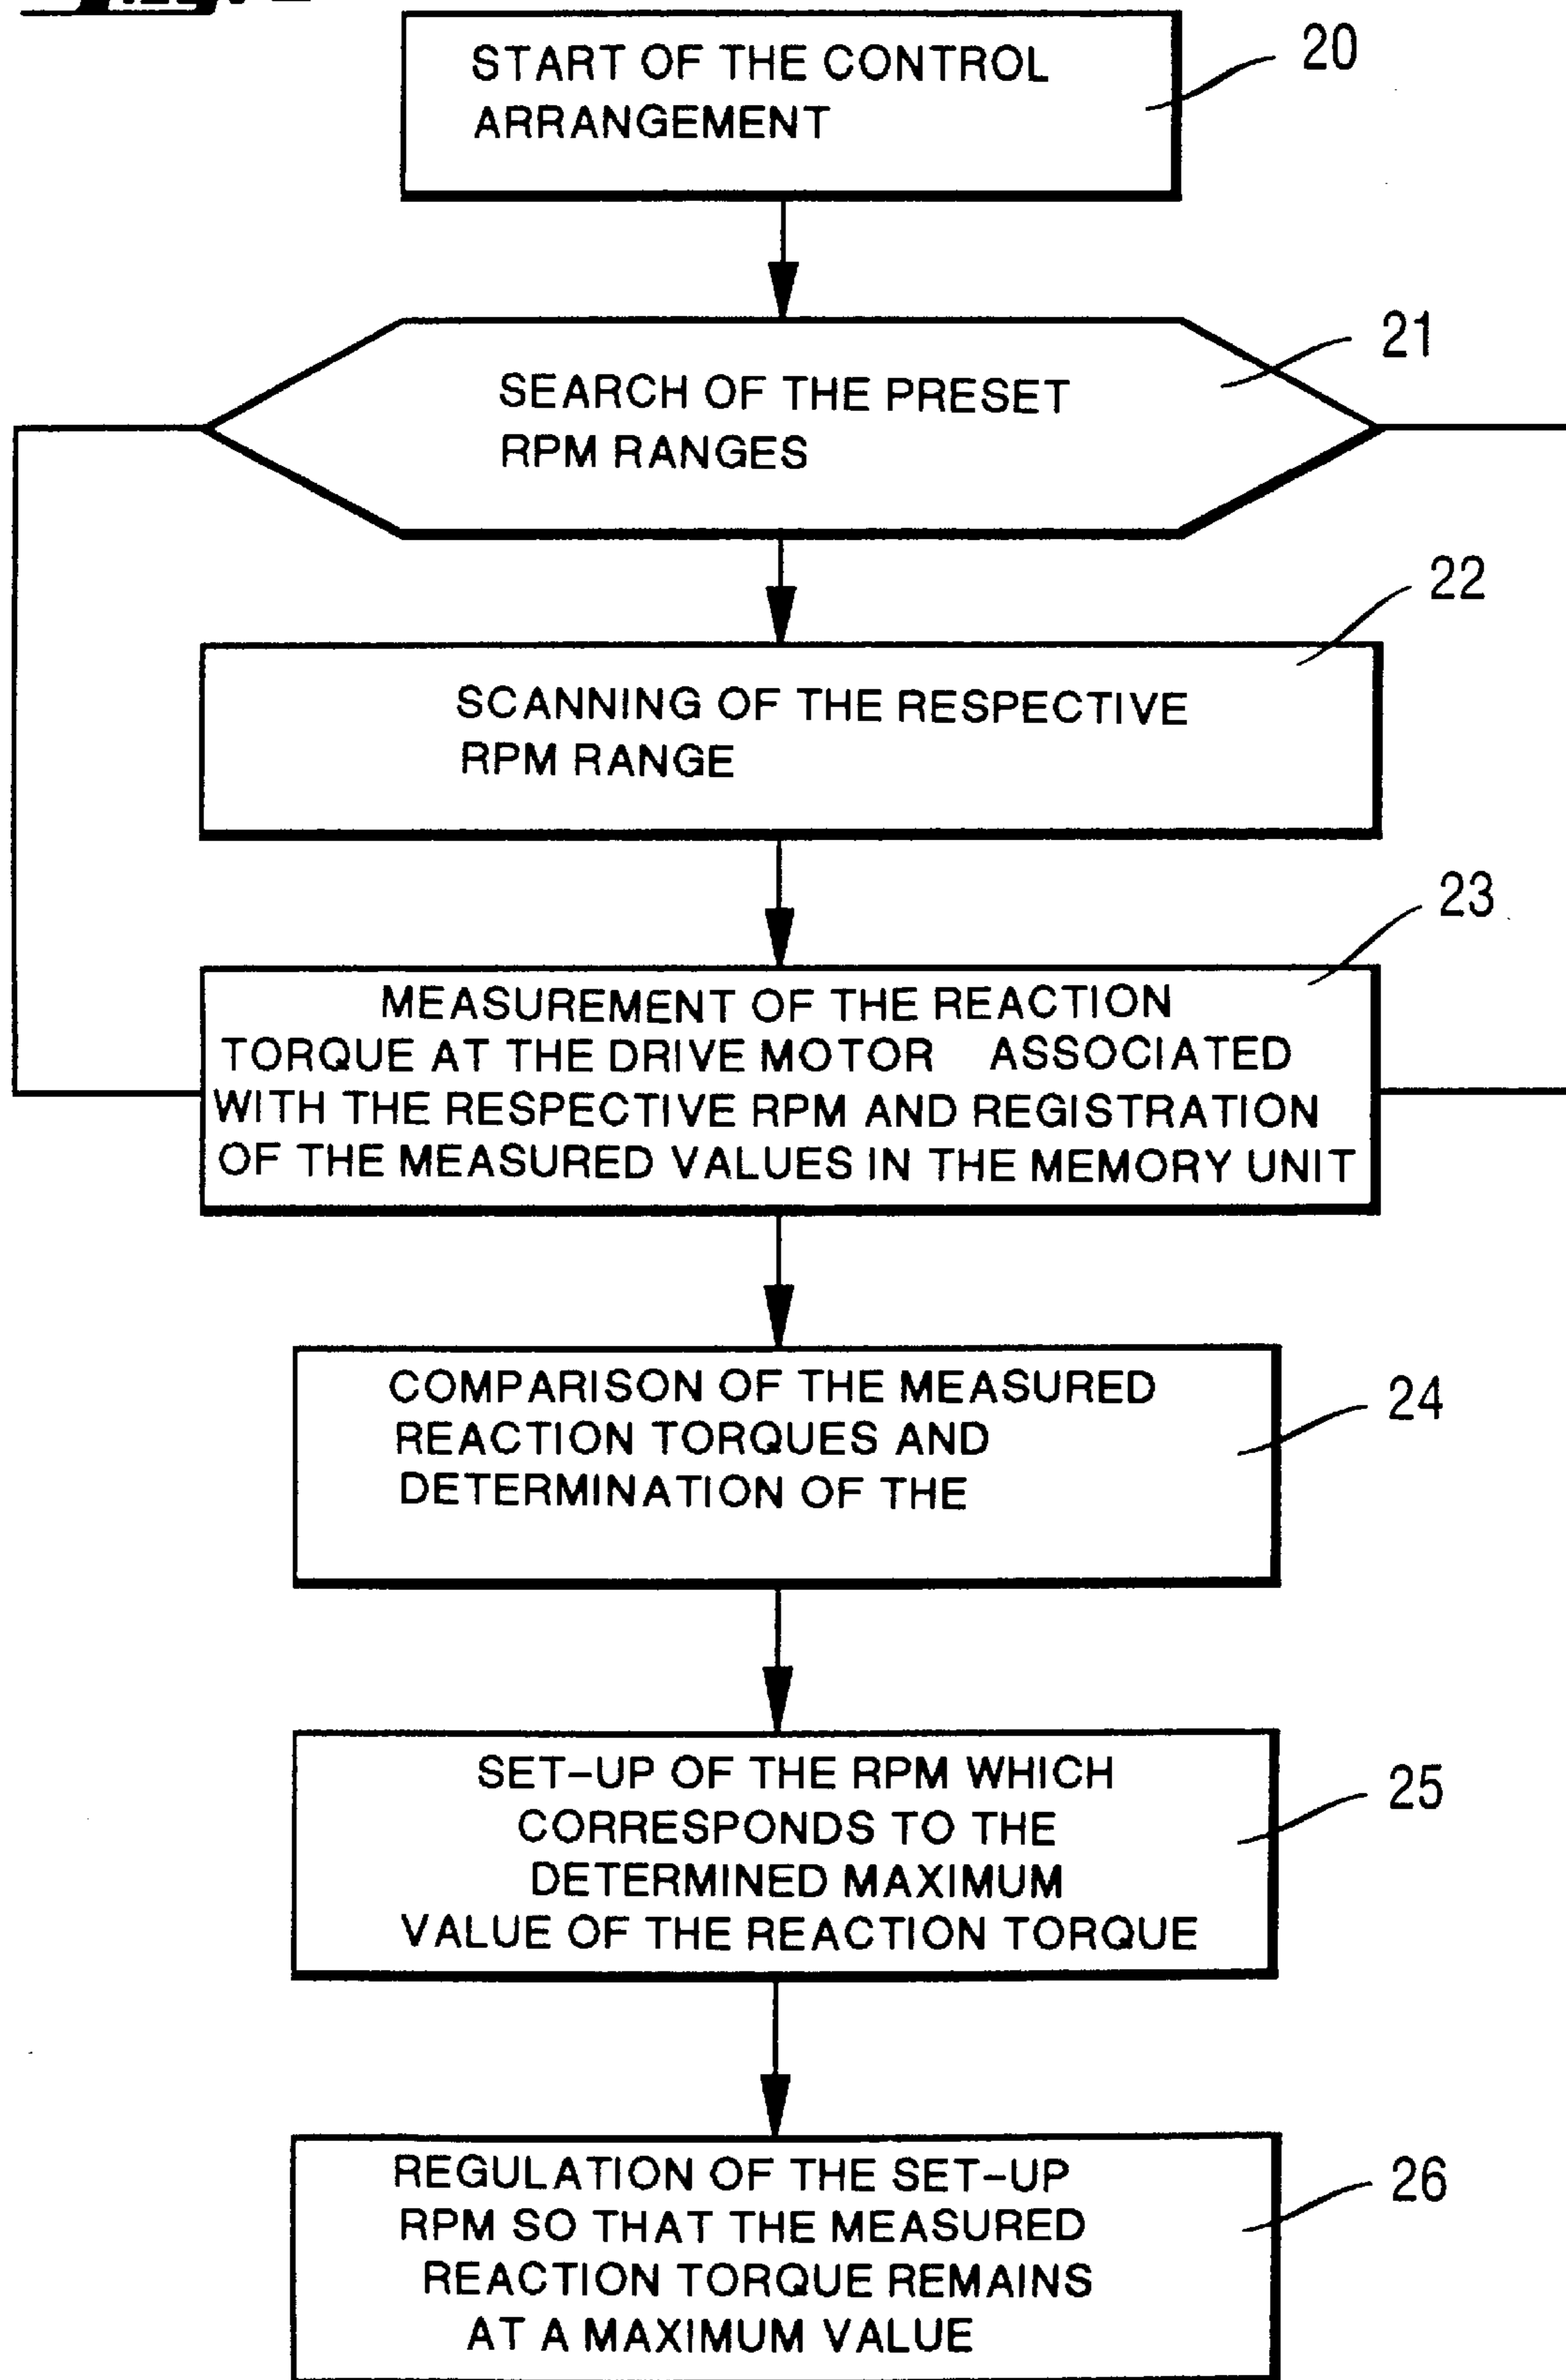 START OF THE CONTROL
ARRANGEMENT
20
SEARCH OF THE PRESET
RPM RANGES
21
SCANNING OF THE RESPECTIVE
RPM RANGE
22
MEASUREMENT OF THE REACTION
TORQUE AT THE DRIVE MOTOR ASSOCIATED
WITH THE RESPECTIVE RPM AND REGISTRATION
OF THE MEASURED VALUES IN THE MEMORY UNIT
23
COMPARISON OF THE MEASURED
REACTION TORQUES AND
DETERMINATION OF THE
24
SET-UP OF THE RPM WHICH
CORRESPONDS TO THE
DETERMINED MAXIMUM
VALUE OF THE REACTION TORQUE
25
REGULATION OF THE SET-UP
RPM SO THAT THE MEASURED
REACTION TORQUE REMAINS
AT A MAXIMUM VALUE
26